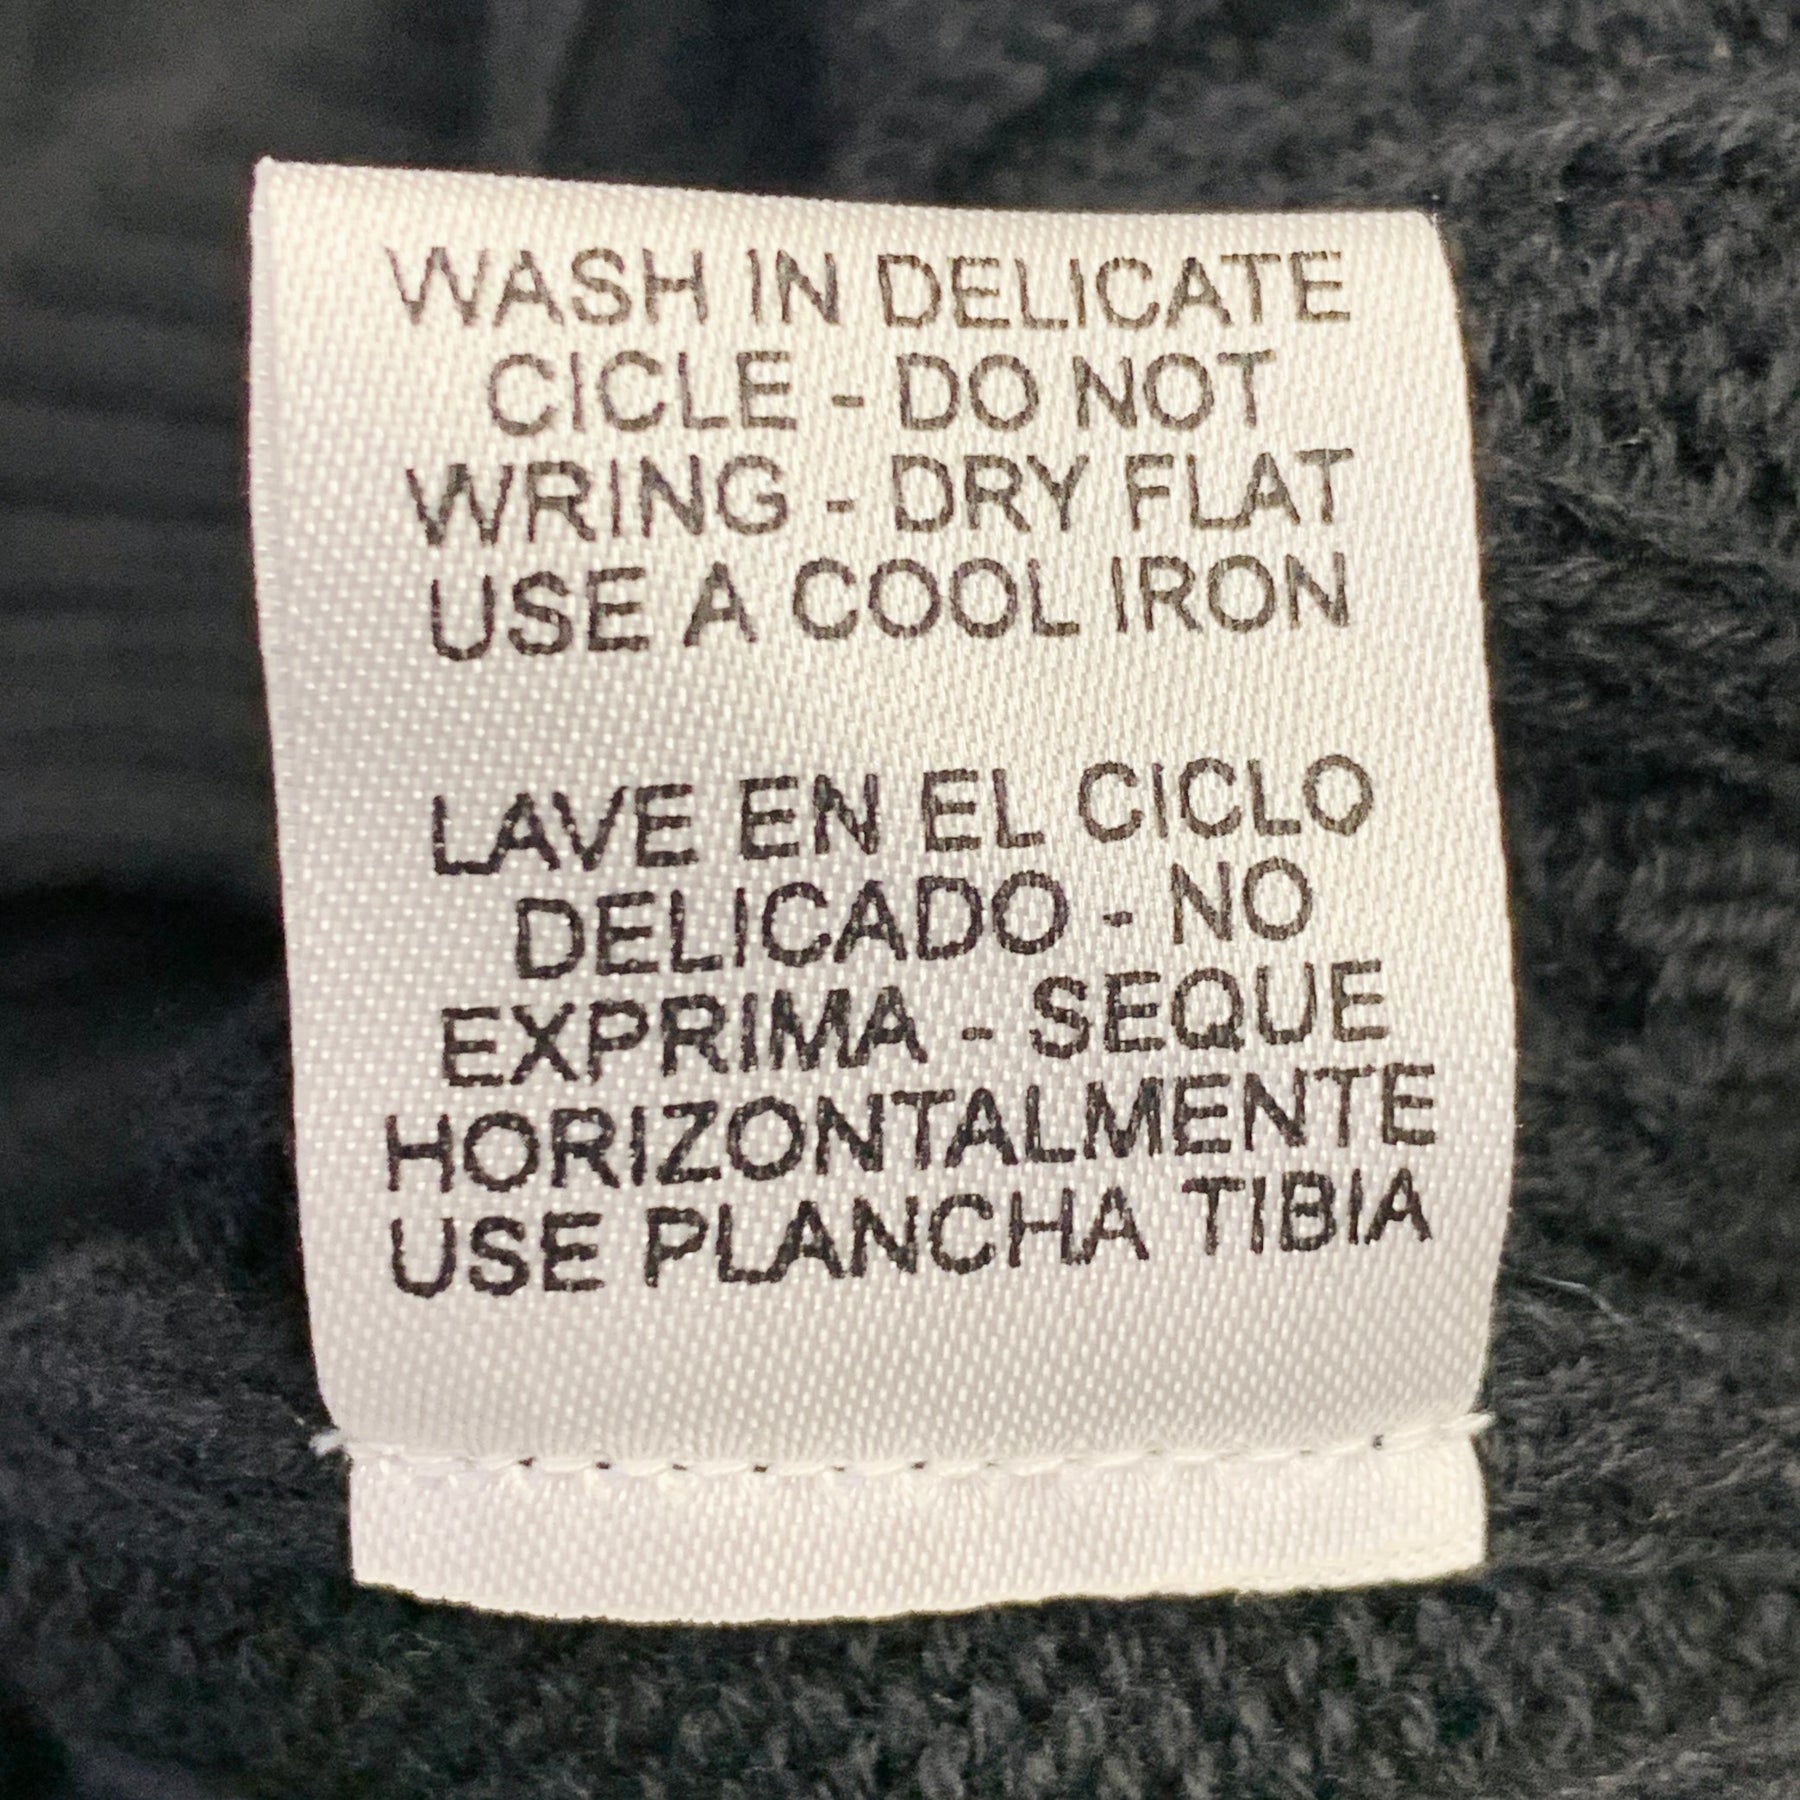 WASH IN DELICATE
CICLE - DO NOT
WRING - DRY FLAT
USE A COOL IRON
LAVE EN EL CICLO
DELICADO - NO
EXPRIMA - SEQUE
HORIZONTALMENTE
USE PLANCHA TIBIA